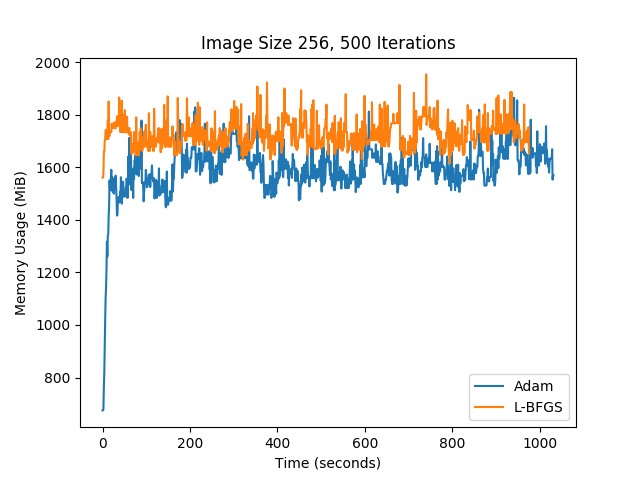 Image Size 256, 500 Iterations
Memory Usage (MiB)
2000
1800
1600
1400
1200
1000
800
0
200
400
600
800
1000
Time (seconds)
Adam
L-BFGS